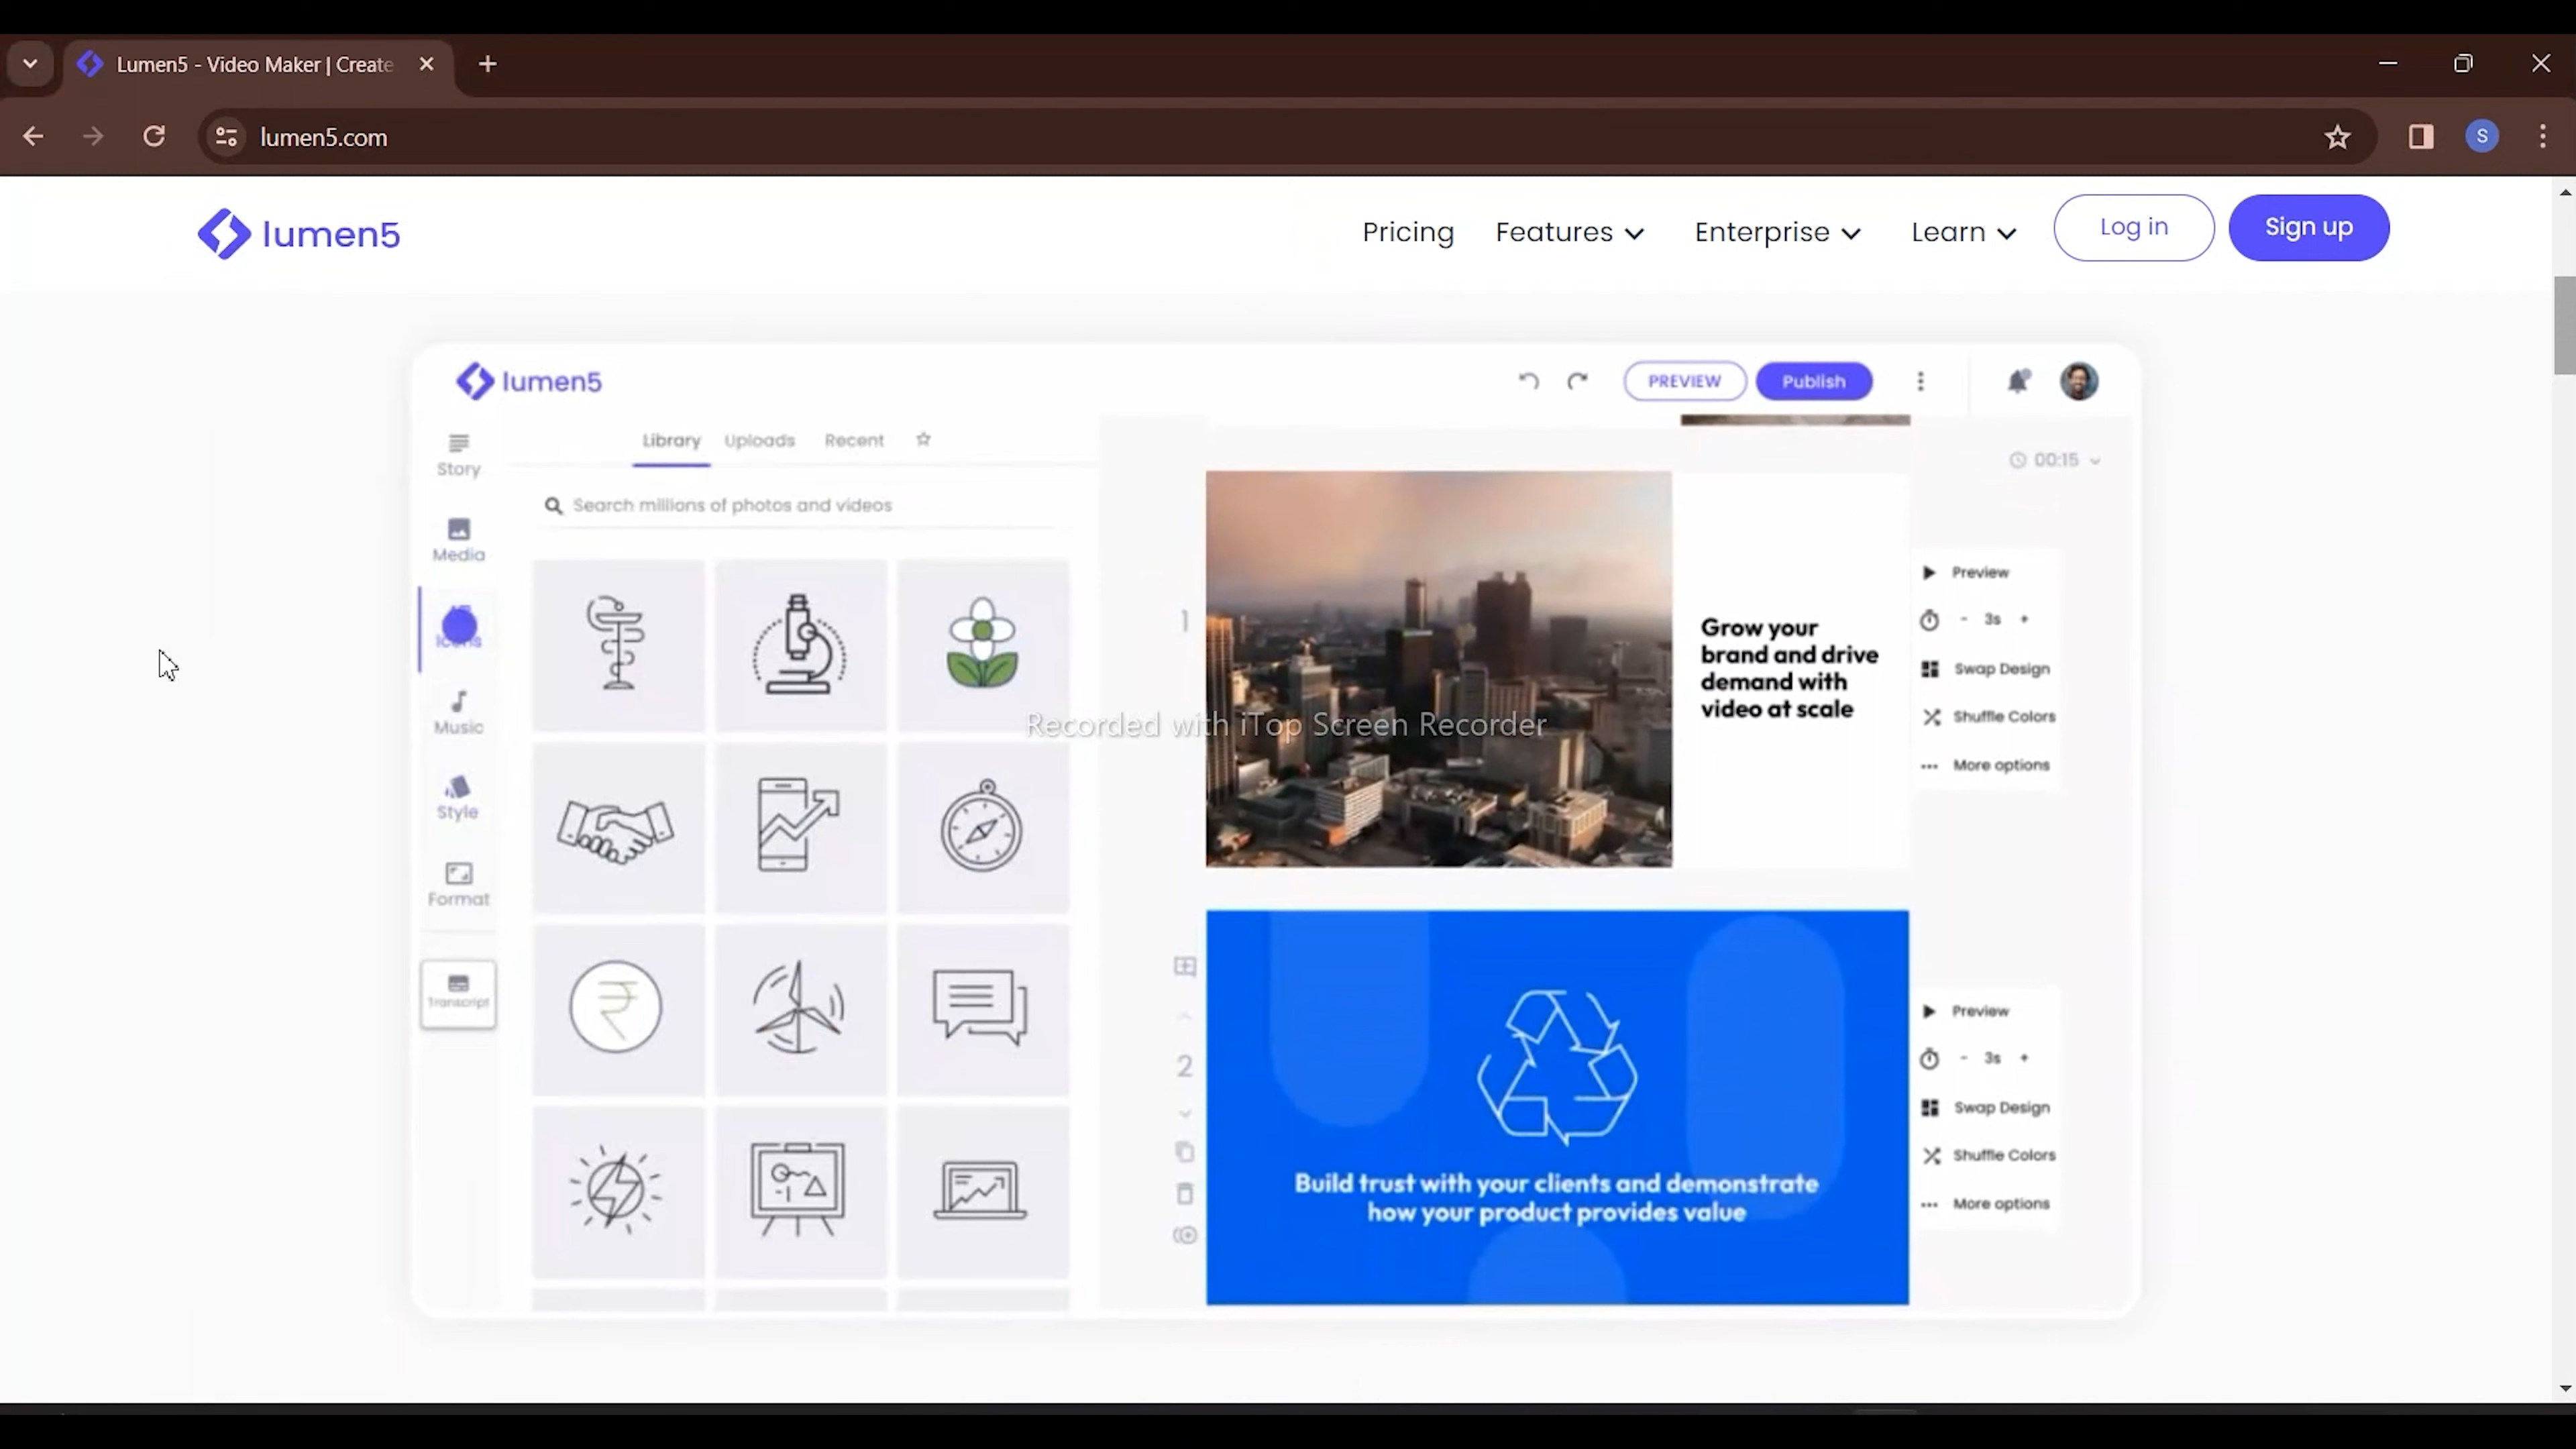 Lumen5 - Video Maker | Create
lumen5.com
S
lumen5
Pricing
Features
Enterprise
Learn
Log in
Sign up
lumen5
PREVIEW
Publish
Story
Media
Icons
Music
Style
Format
Transcript
Library
Uploads
Recent
Search millions of photos and videos
00:15
1
Grow your
brand and drive
demand with
video at scale
Preview
- 3s +
Swap Design
Shuffle Colors
More options
Recorded with iTop Screen Recorder
2
Build trust with your clients and demonstrate
how your product provides value
Preview
- 3s +
Swap Design
Shuffle Colors
More options